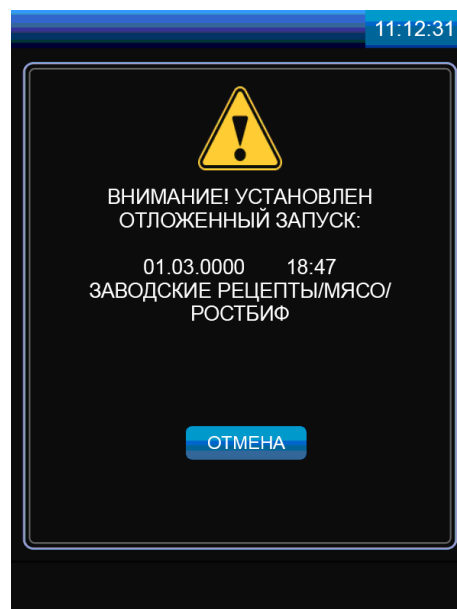 11:12:31
ВНИМАНИЕ! УСТАНОВЛЕН
ОТЛОЖЕННЫЙ ЗАПУСК:
01.03.0000 18:47
ЗАВОДСКИЕ РЕЦЕПТЫ/МЯСО/
РОСТБИФ
ОТМЕНА